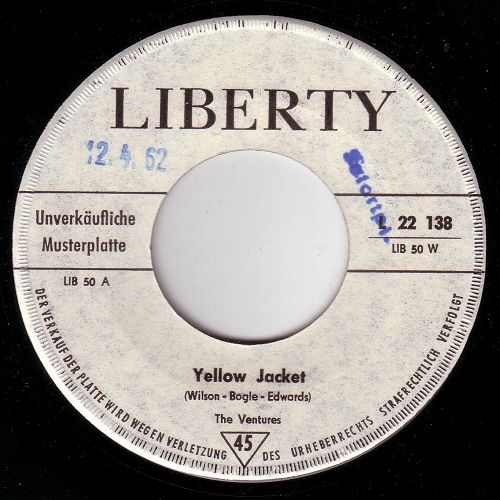 LIBERTY
12.4.62
Unverkäufliche
Musterplatte
L 22 138
LIB 50 W
LIB 50 A
Yellow Jacket
(Wilson - Bogle - Edwards)
The Ventures
45
DER VERKAUF DER PLATTE WIRD WEGEN VERLETZUNG DES URHEBERRECHTS STRAFRECHTLICH VERFOLGT